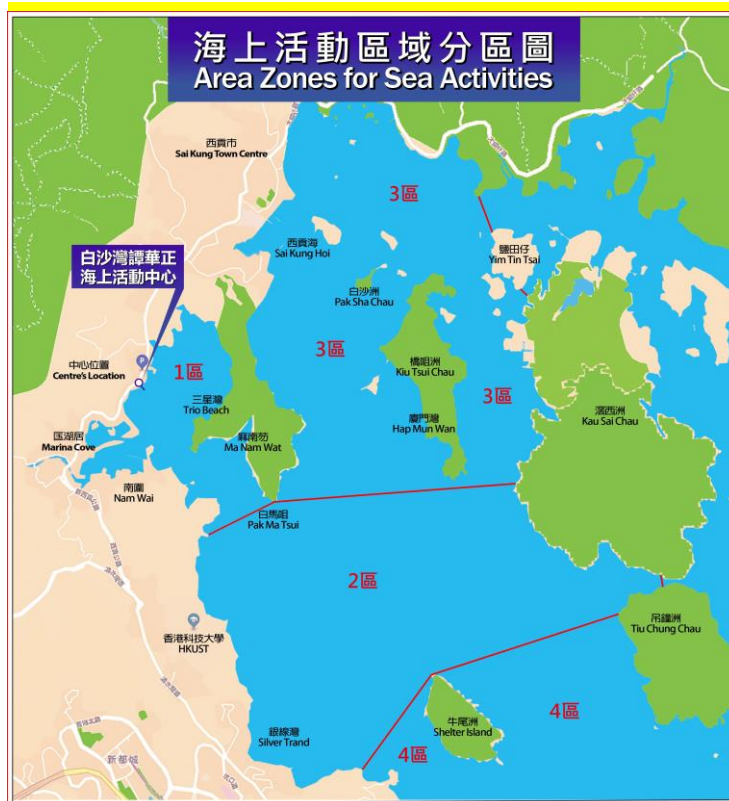 海上活動區域分區圖
Area Zones for Sea Activities
西貢市
Sai Kung Town Centre
3區
鹽田仔
Yim Tin Tsai
西貢海
Sai Kung Hoi
白沙灣譚華正
海上活動中心
白沙洲
Pak Sha Chau
中心位置
Centre's Location
P
1區
3區
橋咀洲
Kiu Tsui Chau
3區
三星灣
Trio Beach
廈門灣
Hap Mun Wan
滘西洲
Kau Sai Chau
匡湖居
Marina Cove
麻南笏
Ma Nam Wat
南圍
Nam Wai
白馬咀
Pak Ma Tsui
2區
香港科技大學
HKUST
吊鐘洲
Tiu Chung Chau
銀線灣
Silver Trand
牛尾洲
Shelter Island
4區
4區
新都城